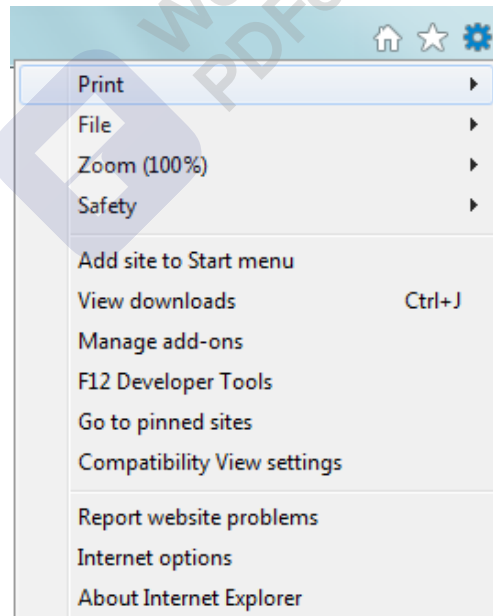 Print
File
Zoom (100%)
Safety
Add site to Start menu
View downloads Ctrl+J
Manage add-ons
F12 Developer Tools
Go to pinned sites
Compatibility View settings
Report website problems
Internet options
About Internet Explorer